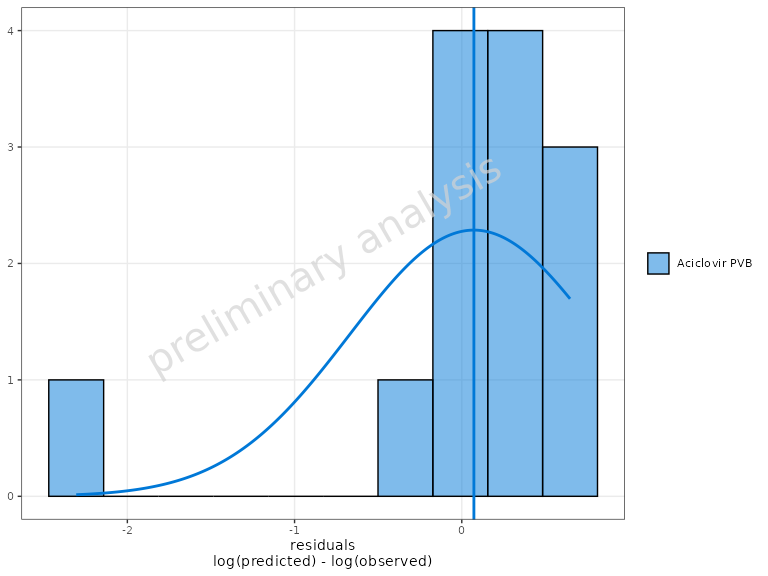 4
3
2
1
0
preliminary analysis
Aciclovir PVB
-2
-1
0
residuals
log(predicted) - log(observed)